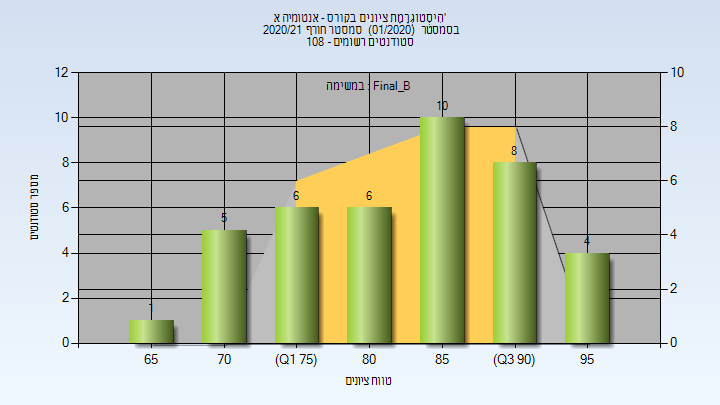 היסטוגרמת ציונים בקורס - אנטומיה א'
בסמסטר (01/2020) סמסטר חורף 2020/21
סטודנטים רשומים - 108
במשימה : Final_B
12 10 8 6 4 2 0
מספר סטודנטים
10 8 6 4 2 0
1 5 6 6 10 8 4
65 70 (Q1 75) 80 85 (Q3 90) 95
טווח ציונים